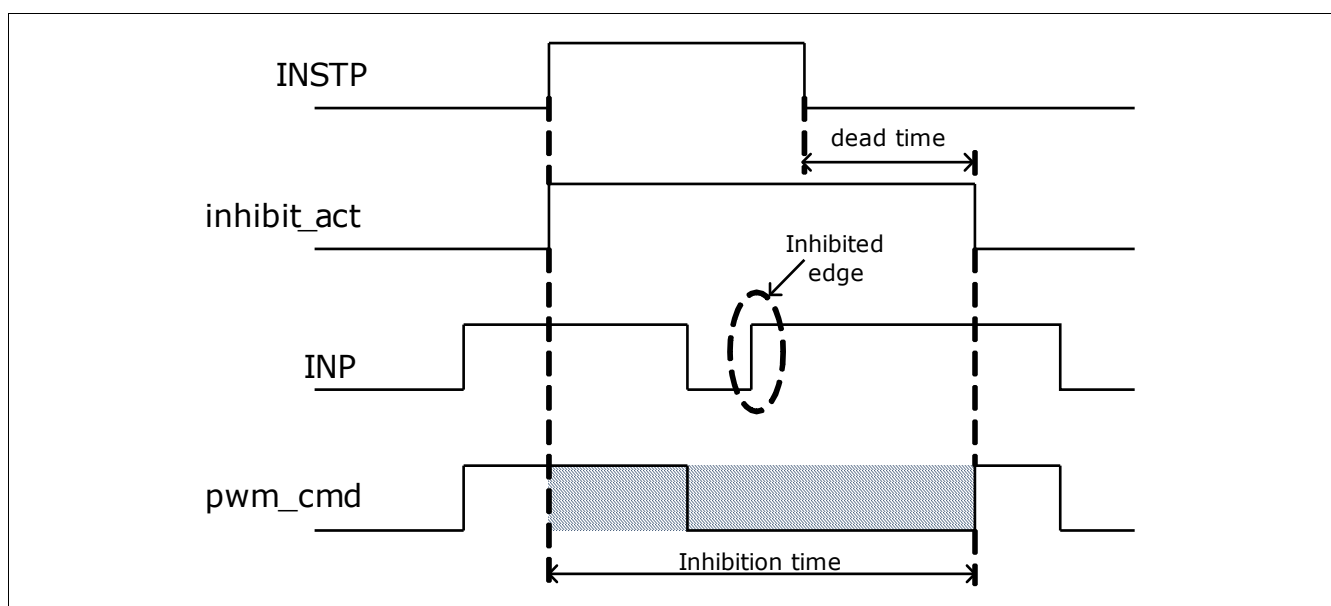 INSTP
dead time
inhibit_act
Inhibited
edge
INP
pwm_cmd
Inhibition time